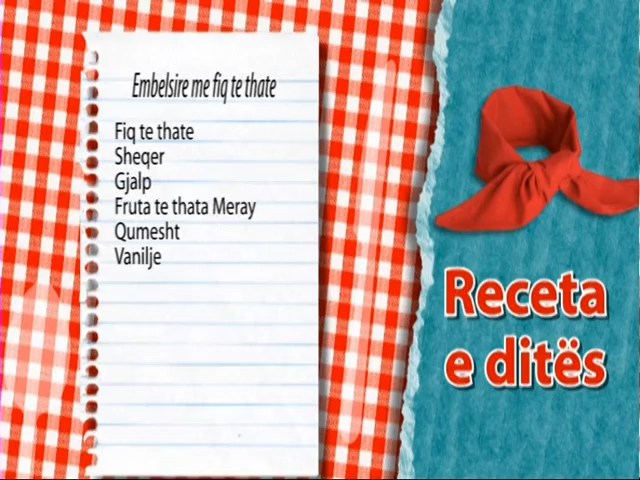 Embelsire me fiq te thate
Fiq te thate
Sheqer
Gjalp
Fruta te thata Meray
Qumesht
Vanilje
Receta
e ditës